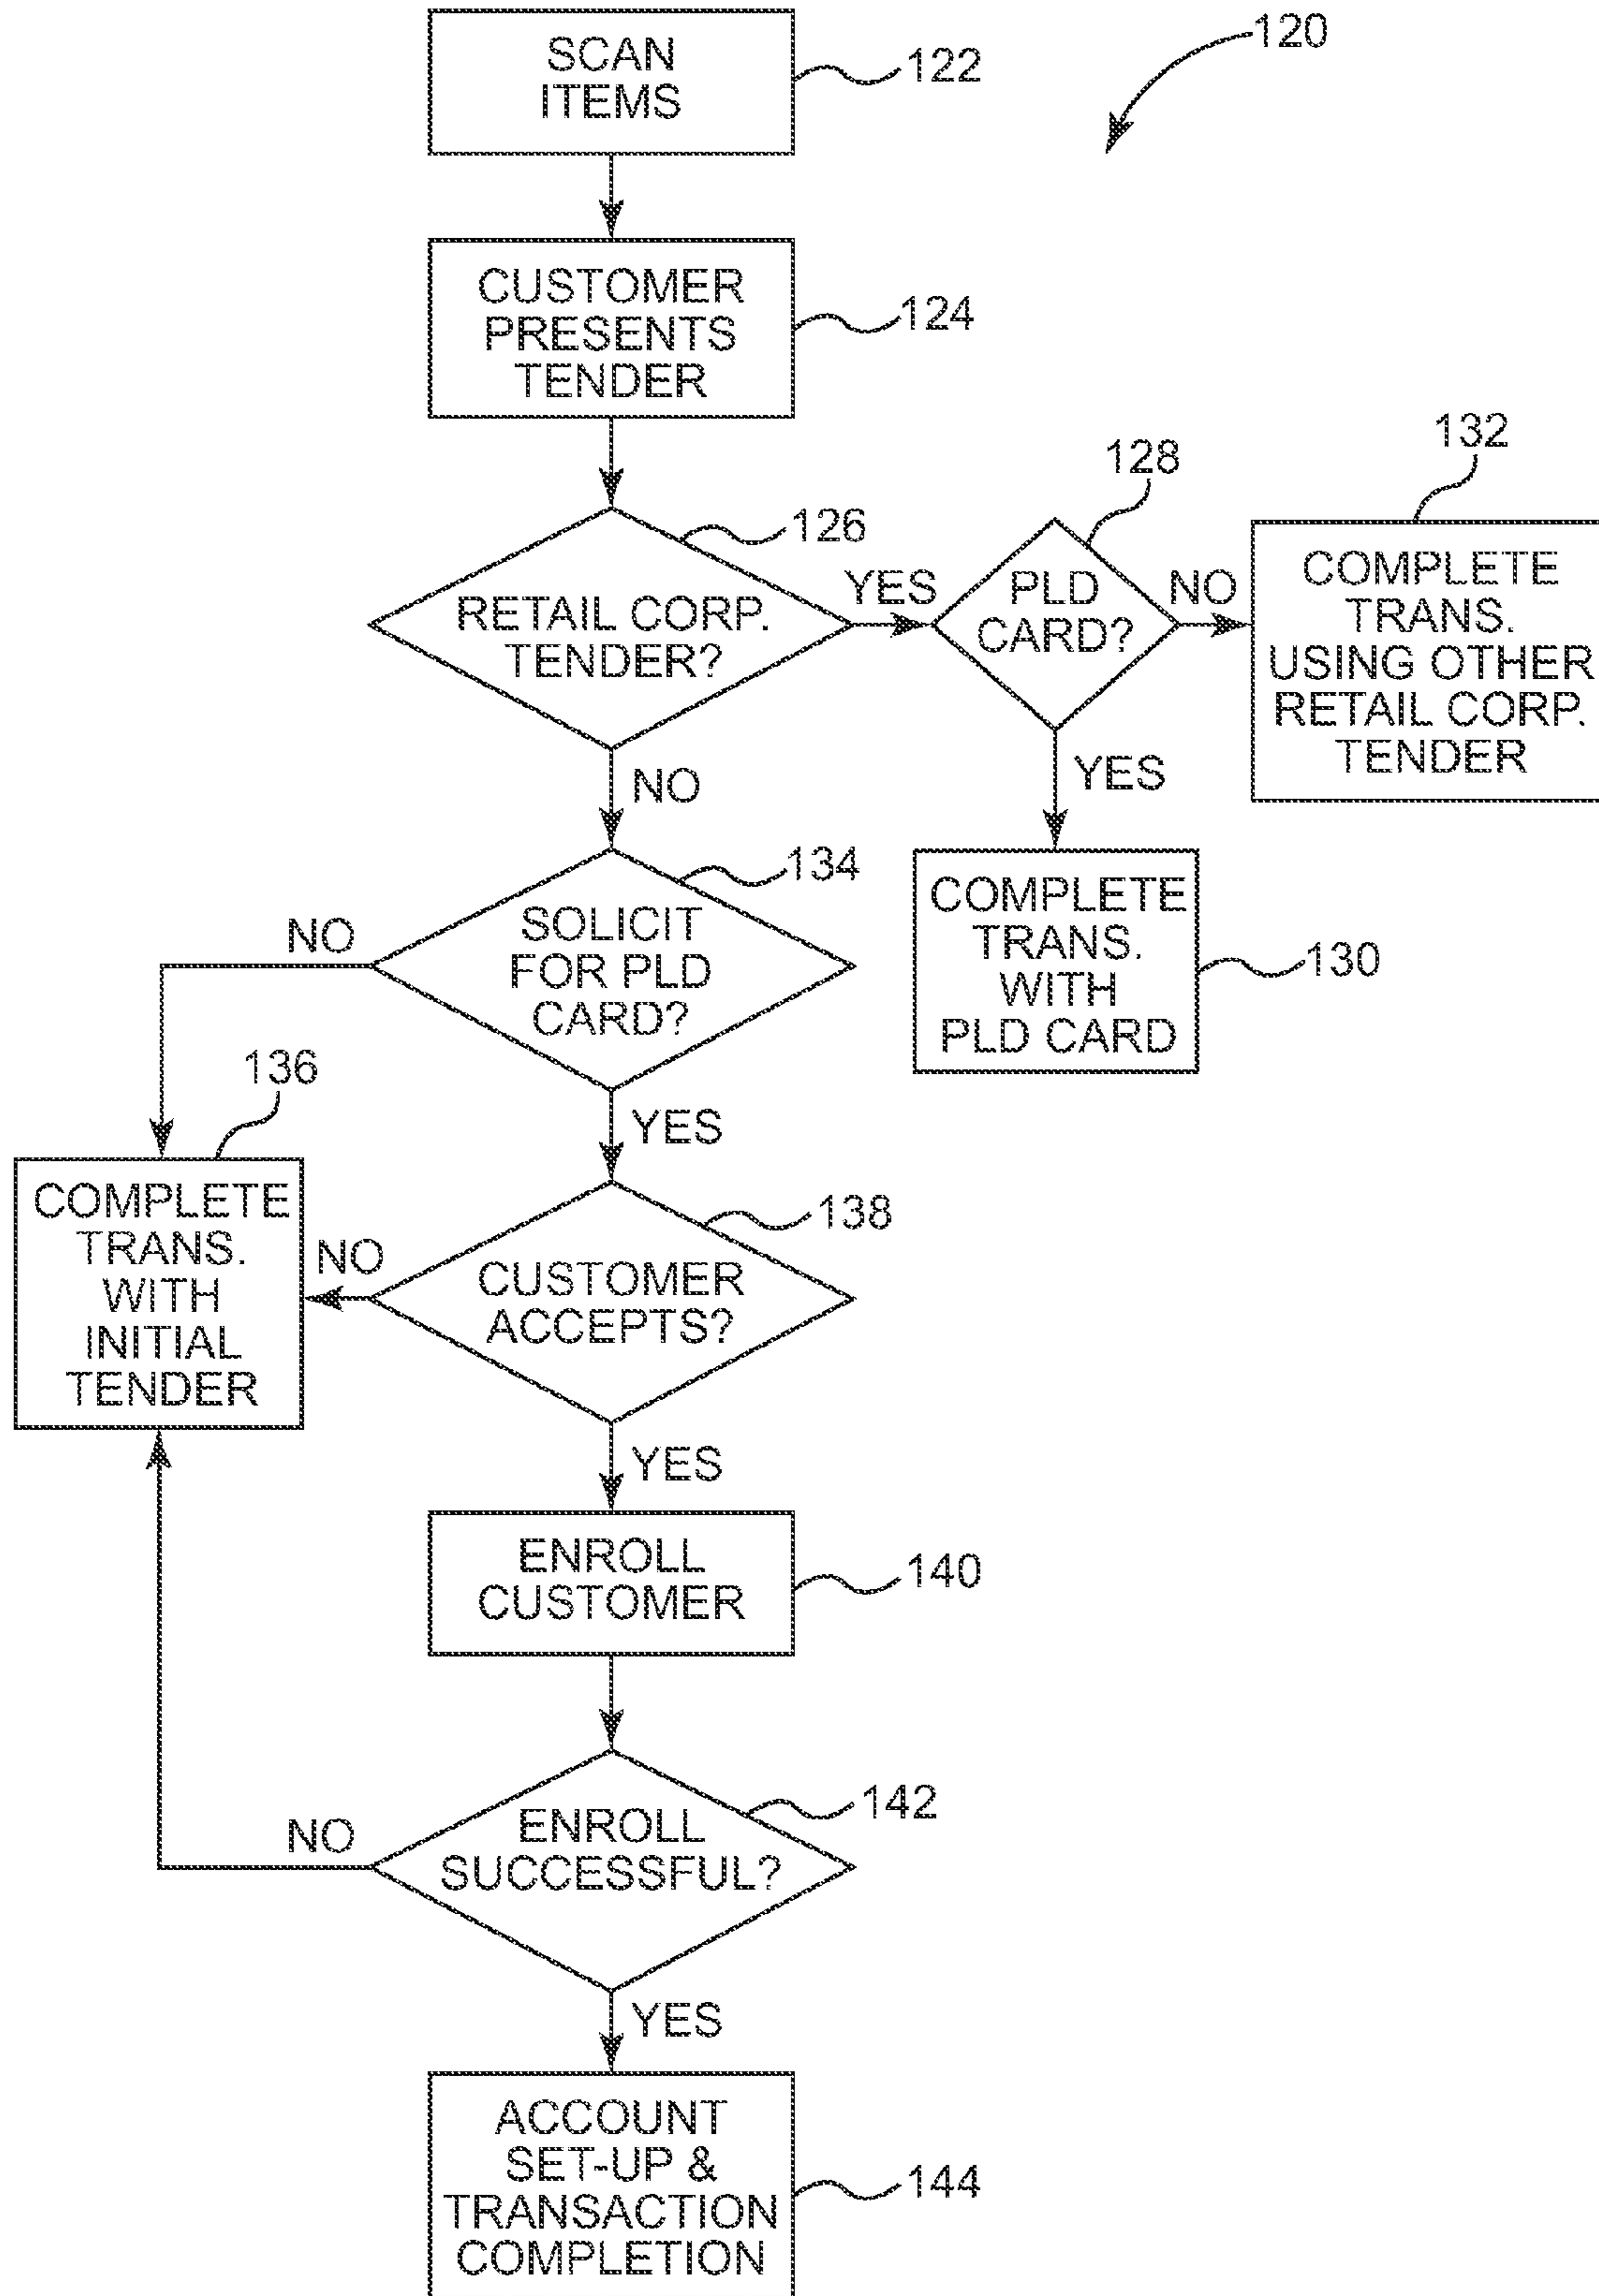 120
SCAN
ITEMS
122
CUSTOMER
PRESENTS
TENDER
124
RETAIL CORP.
TENDER?
126
YES
PLD
CARD?
128
NO
COMPLETE
TRANS.
USING OTHER
RETAIL CORP.
TENDER
132
YES
COMPLETE
TRANS.
WITH
PLD CARD
130
NO
SOLICIT
FOR PLD
CARD?
134
NO
YES
COMPLETE
TRANS.
WITH
INITIAL
TENDER
136
NO
CUSTOMER
ACCEPTS?
138
YES
ENROLL
CUSTOMER
140
ENROLL
SUCCESSFUL?
142
NO
YES
ACCOUNT
SET-UP &
TRANSACTION
COMPLETION
144